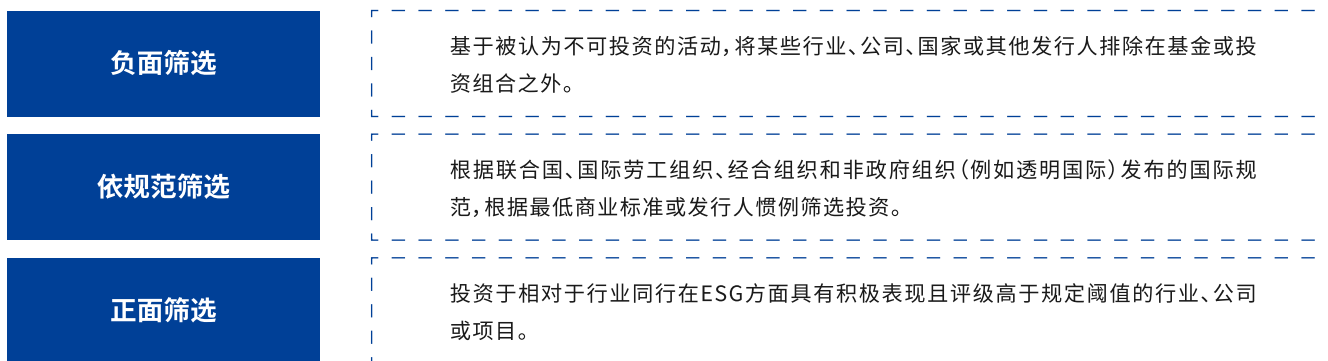 负面筛选
基于被认为不可投资的活动，将某些行业、公司、国家或其他发行人排除在基金或投
资组合之外。
依规范筛选
根据联合国、国际劳工组织、经合组织和非政府组织（例如透明国际）发布的国际规
范，根据最低商业标准或发行人惯例筛选投资。
正面筛选
投资于相对于行业同行在ESG方面具有积极表现且评级高于规定阈值的行业、公司
或项目。